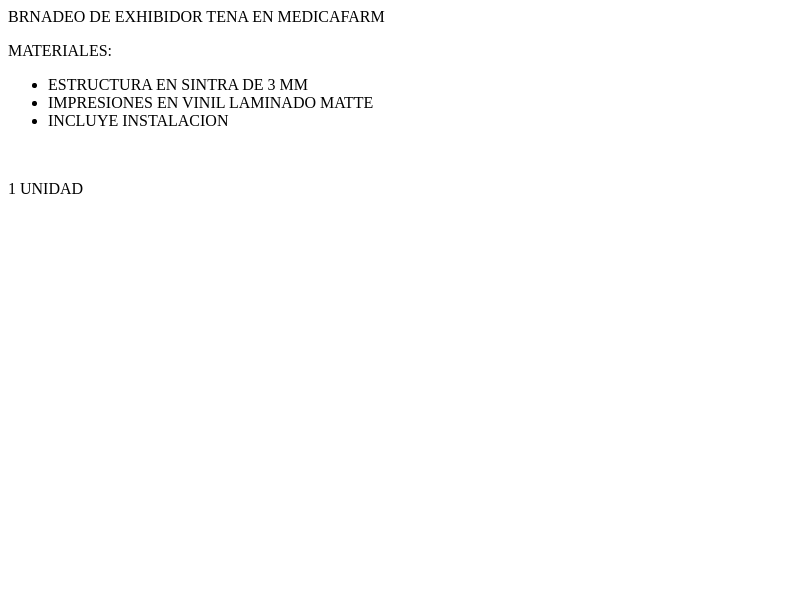 BRNADEO DE EXHIBIDOR TENA EN MEDICAFARM
MATERIALES:
• ESTRUCTURA EN SINTRA DE 3 MM
• IMPRESIONES EN VINIL LAMINADO MATTE
• INCLUYE INSTALACION
1 UNIDAD